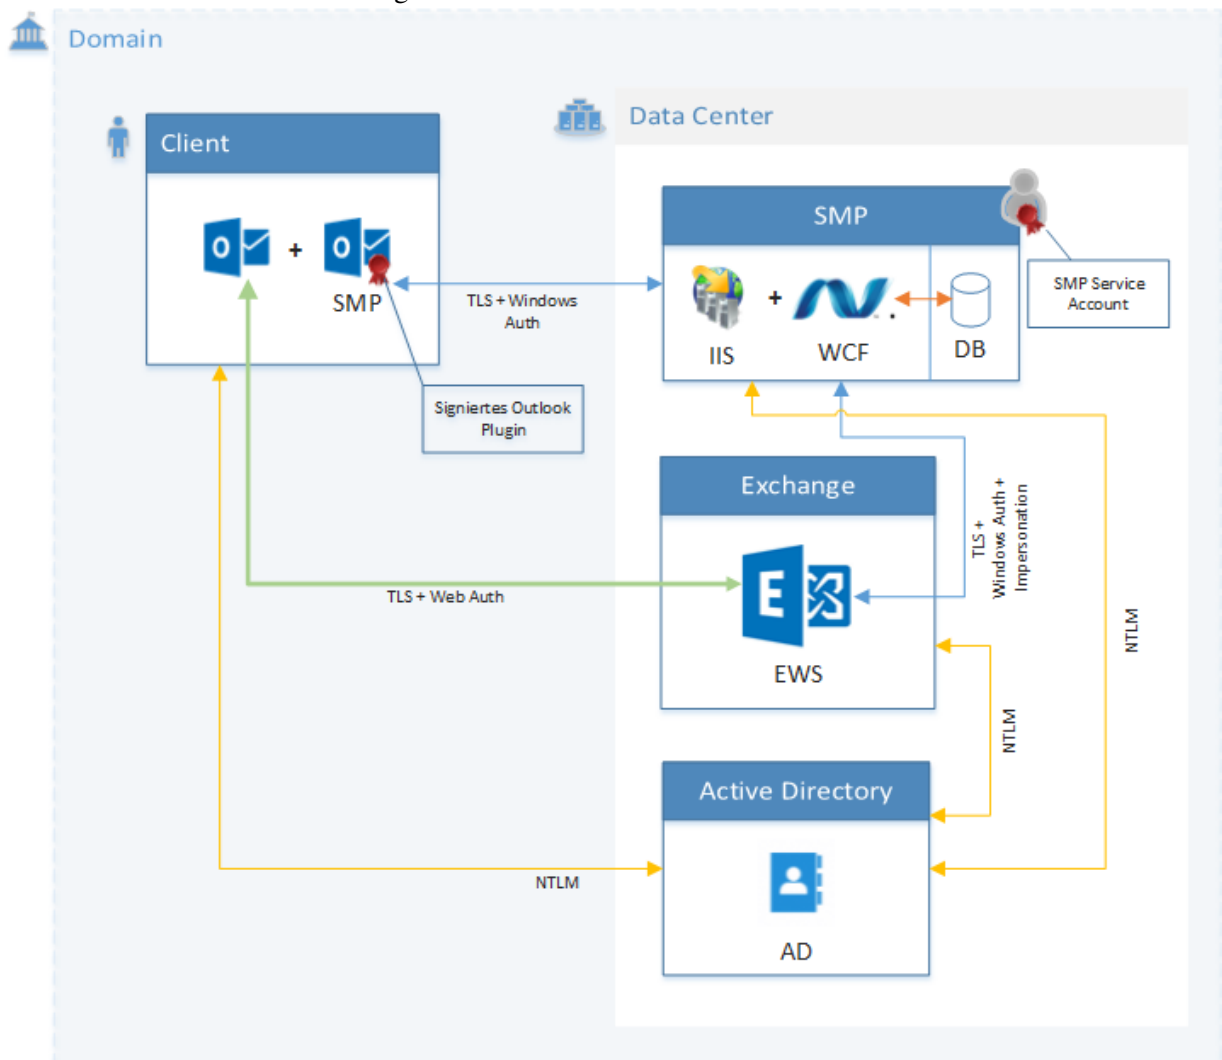 Domain
Data Center
Client
SMP
+
SMP
TLS + Windows
Auth
IIS
+
WCF
DB
SMP Service
Account
Signiertes Outlook
Plugin
Exchange
TLS +
Windows Auth +
Impersonation
TLS + Web Auth
EWS
NTLM
NTLM
Active Directory
NTLM
AD